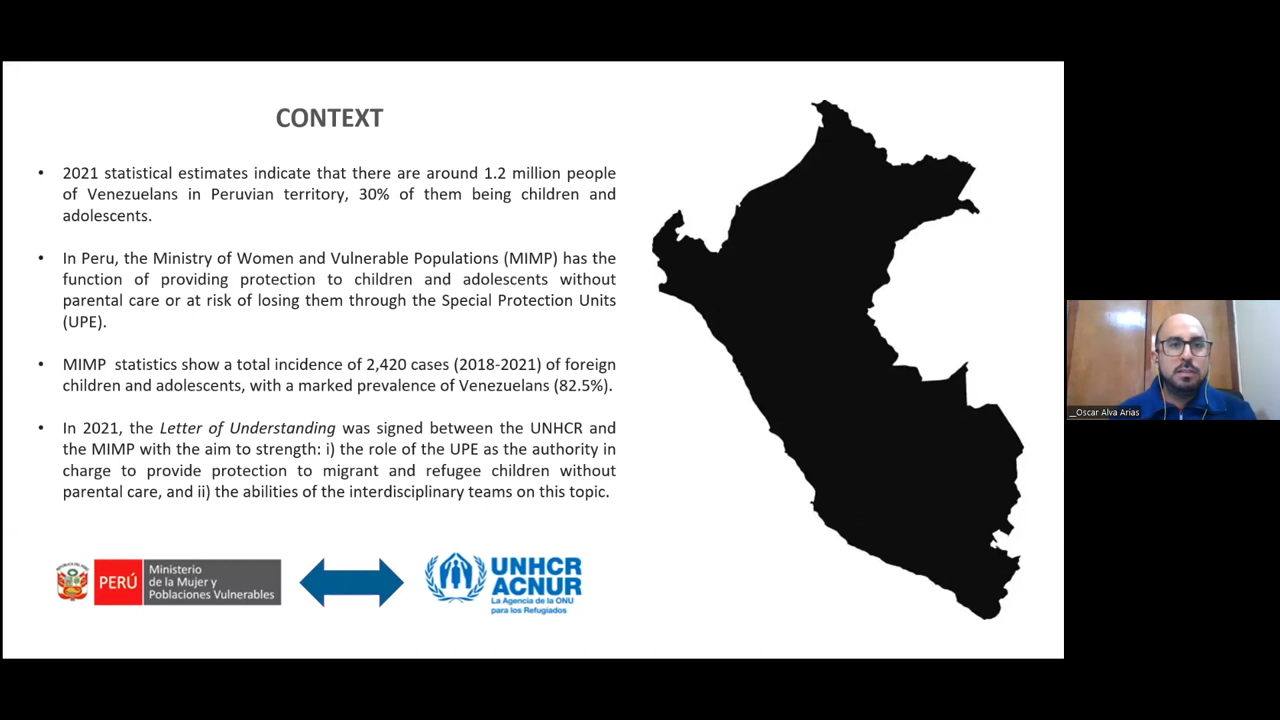 CONTEXT
• 2021 statistical estimates indicate that there are around 1.2 million people
of Venezuelans in Peruvian territory, 30% of them being children and
adolescents.
• In Peru, the Ministry of Women and Vulnerable Populations (MIMP) has the
function of providing protection to children and adolescents without
parental care or at risk of losing them through the Special Protection Units
(UPE).
• MIMP statistics show a total incidence of 2,420 cases (2018-2021) of foreign
children and adolescents, with a marked prevalence of Venezuelans (82.5%).
• In 2021, the Letter of Understanding was signed between the UNHCR and
the MIMP with the aim to strength: i) the role of the UPE as the authority in
charge to provide protection to migrant and refugee children without
parental care, and ii) the abilities of the interdisciplinary teams on this topic.
PERÚ
Ministerio
de la Mujer y
Poblaciones Vulnerables
UNHCR
ACNUR
La Agencia de la ONU
para los Refugiados
__Oscar Alva Arias